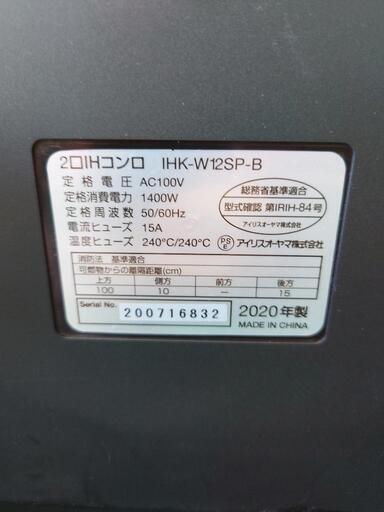 2口IHコンロ IHK-W12SP-B
定格電圧 AC100V
定格消費電力 1400W
定格周波数 50/60Hz
電流ヒューズ 15A
温度ヒューズ 240℃/240℃
総務省基準適合
型式確認 第IRIH-84号
アイリスオーヤマ株式会社
PSE アイリスオーヤマ株式会社
消防法 基準適合
可燃物からの離隔距離(cm)
上方 側方 前方 後方
100 10 — 15
Serial No. 200716832
2020年製
MADE IN CHINA